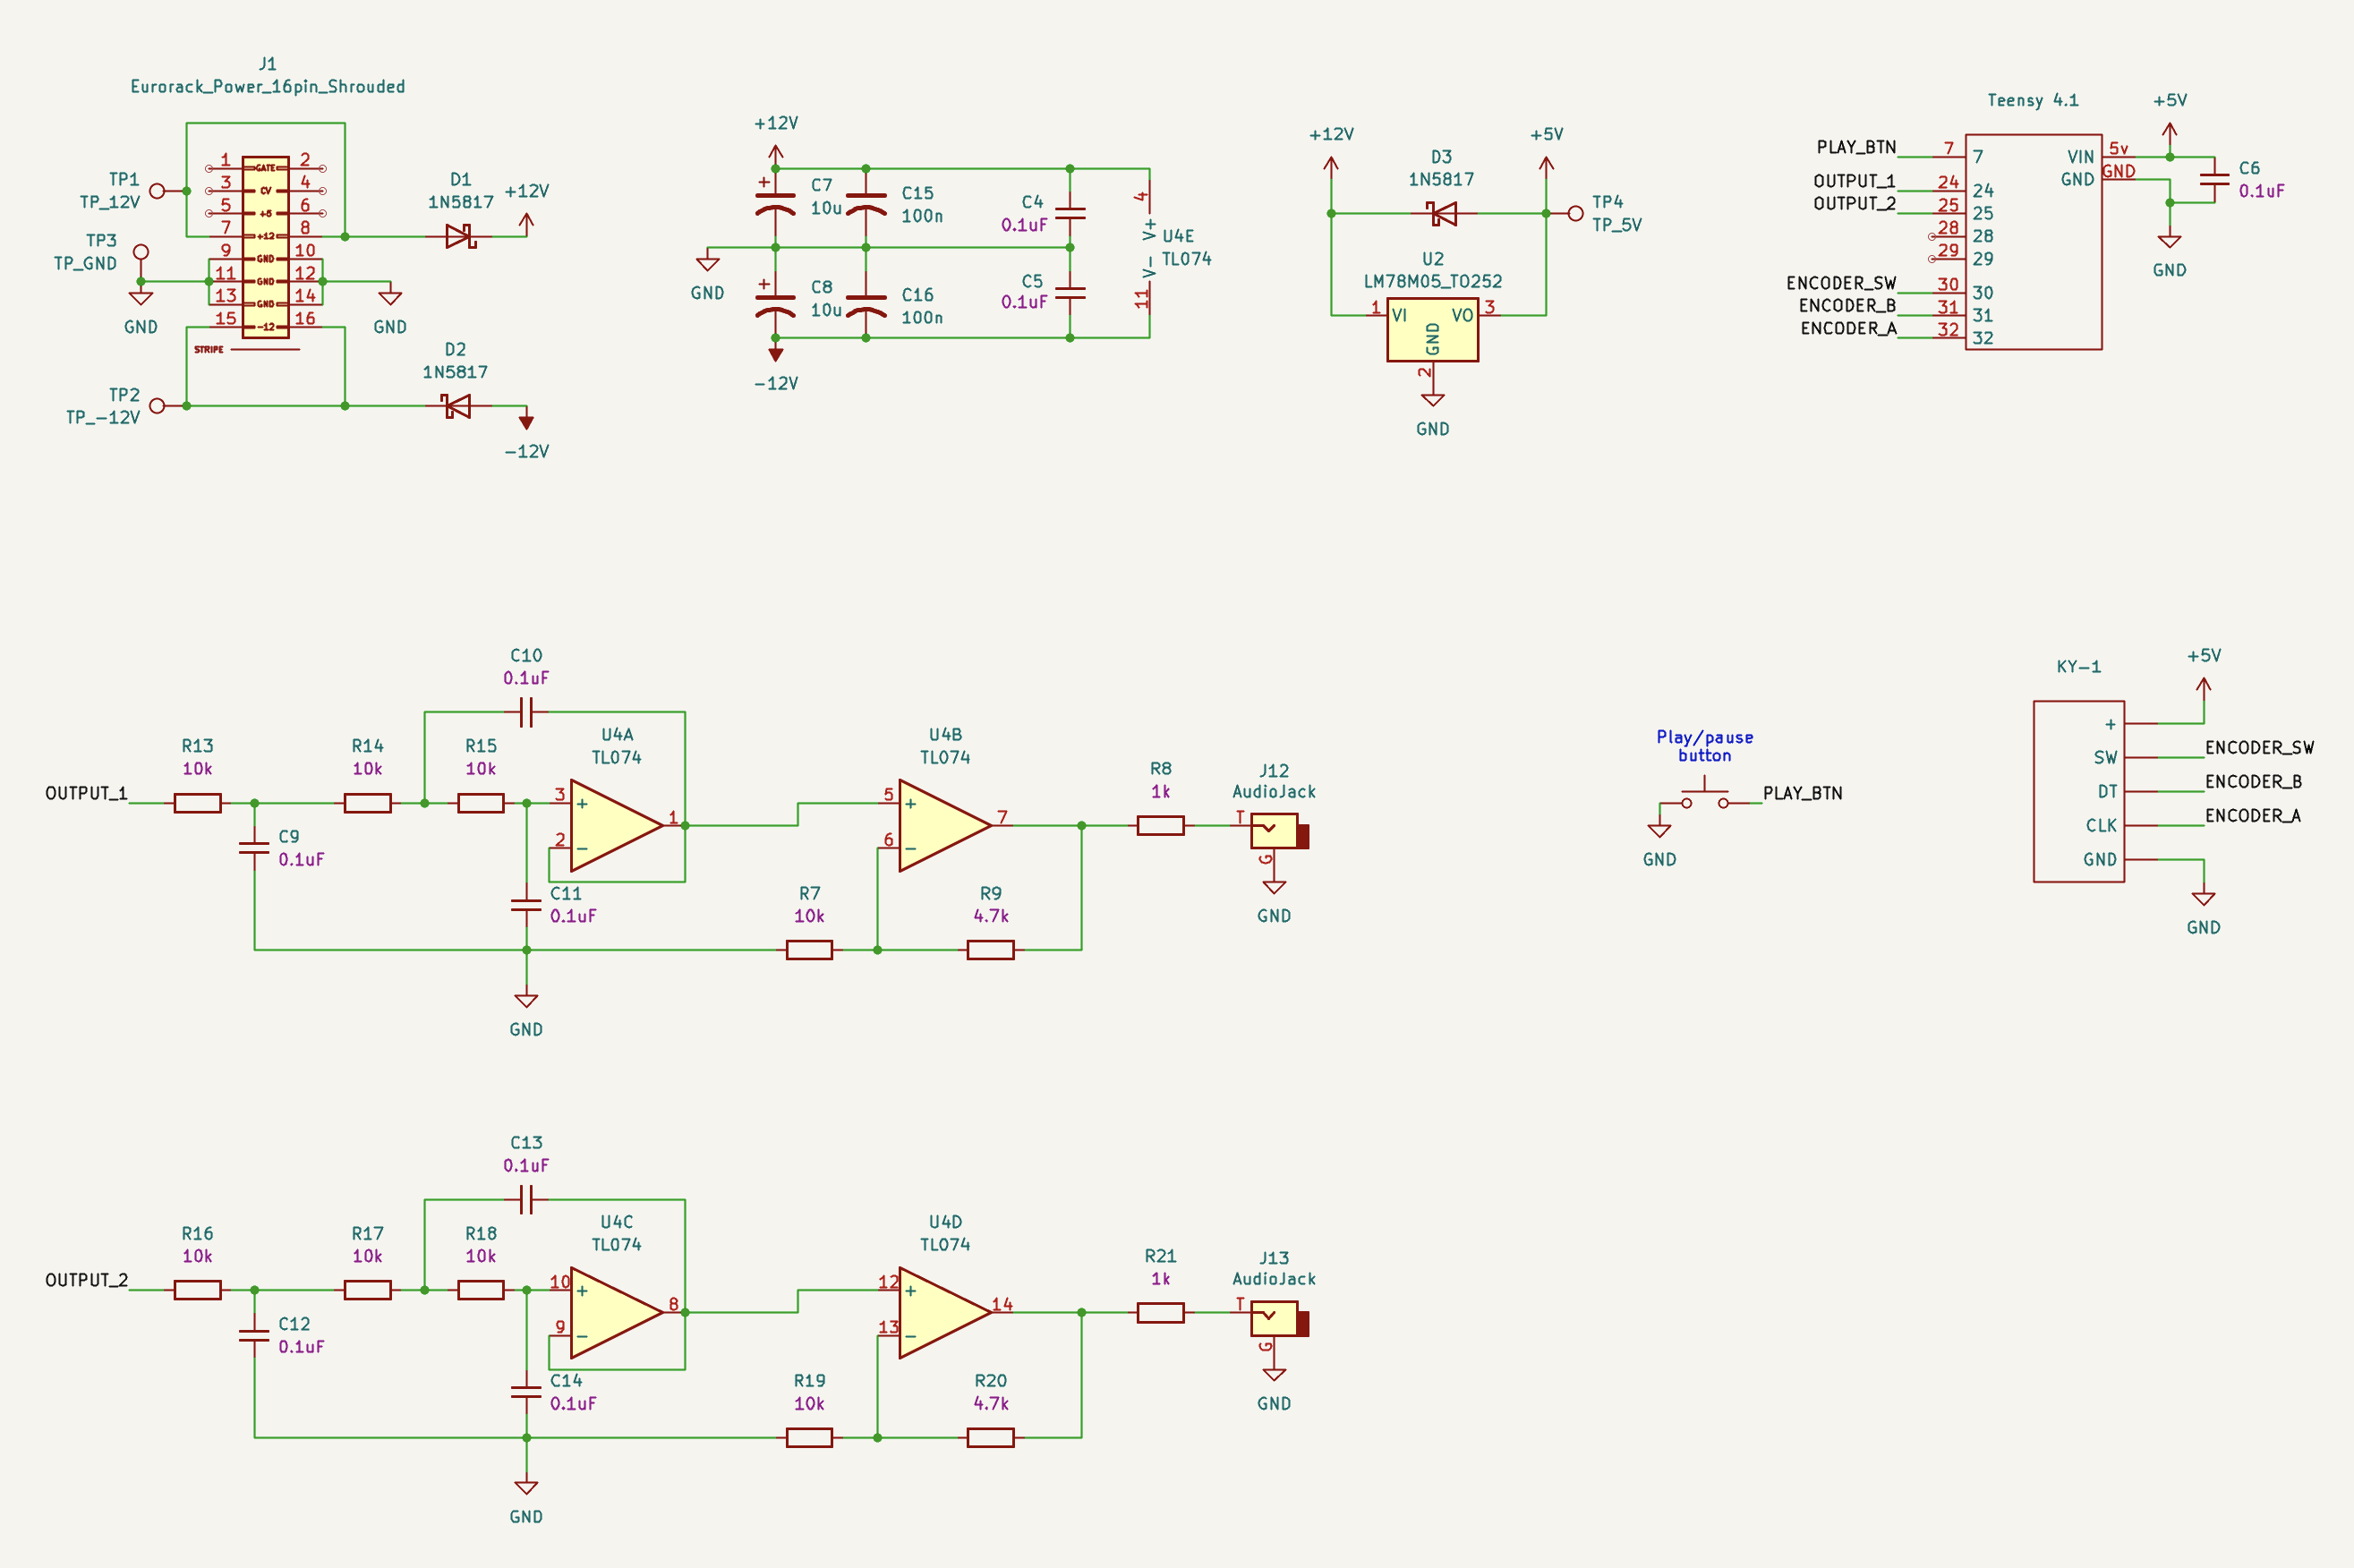 J1
Eurorack_Power_16pin_Shrouded
TP1
TP_12V
TP3
TP_GND
GND
TP2
TP_-12V
1
GATE
2
3
CV
4
5
+5
6
7
+12
8
9
GND
10
11
GND
12
13
GND
14
15
-12
16
STRIPE
GND
D1
1N5817
+12V
D2
1N5817
-12V
+12V
+
C7
10u
C15
100n
C4
0.1uF
4
V+
U4E
TL074
V-
11
GND
+
C8
10u
C16
100n
C5
0.1uF
-12V
+12V
D3
1N5817
+5V
TP4
TP_5V
U2
LM78M05_TO252
1
VI
GND
VO
3
2
GND
Teensy 4.1
+5V
PLAY_BTN
7
7
VIN
5v
OUTPUT_1
24
24
GND
GND
C6
0.1uF
OUTPUT_2
25
25
28
28
29
29
ENCODER_SW
30
30
ENCODER_B
31
31
ENCODER_A
32
32
GND
C10
0.1uF
OUTPUT_1
R13
10k
R14
10k
R15
10k
U4A
TL074
3
+
2
−
1
C9
0.1uF
C11
0.1uF
GND
U4B
TL074
5
+
6
−
7
R7
10k
R9
4.7k
R8
1k
J12
AudioJack
T
G
GND
Play/pause
button
PLAY_BTN
GND
KY-1
+5V
+
SW
ENCODER_SW
DT
ENCODER_B
CLK
ENCODER_A
GND
GND
C13
0.1uF
OUTPUT_2
R16
10k
R17
10k
R18
10k
U4C
TL074
10
+
9
−
8
C12
0.1uF
C14
0.1uF
GND
U4D
TL074
12
+
13
−
14
R19
10k
R20
4.7k
R21
1k
J13
AudioJack
T
G
GND